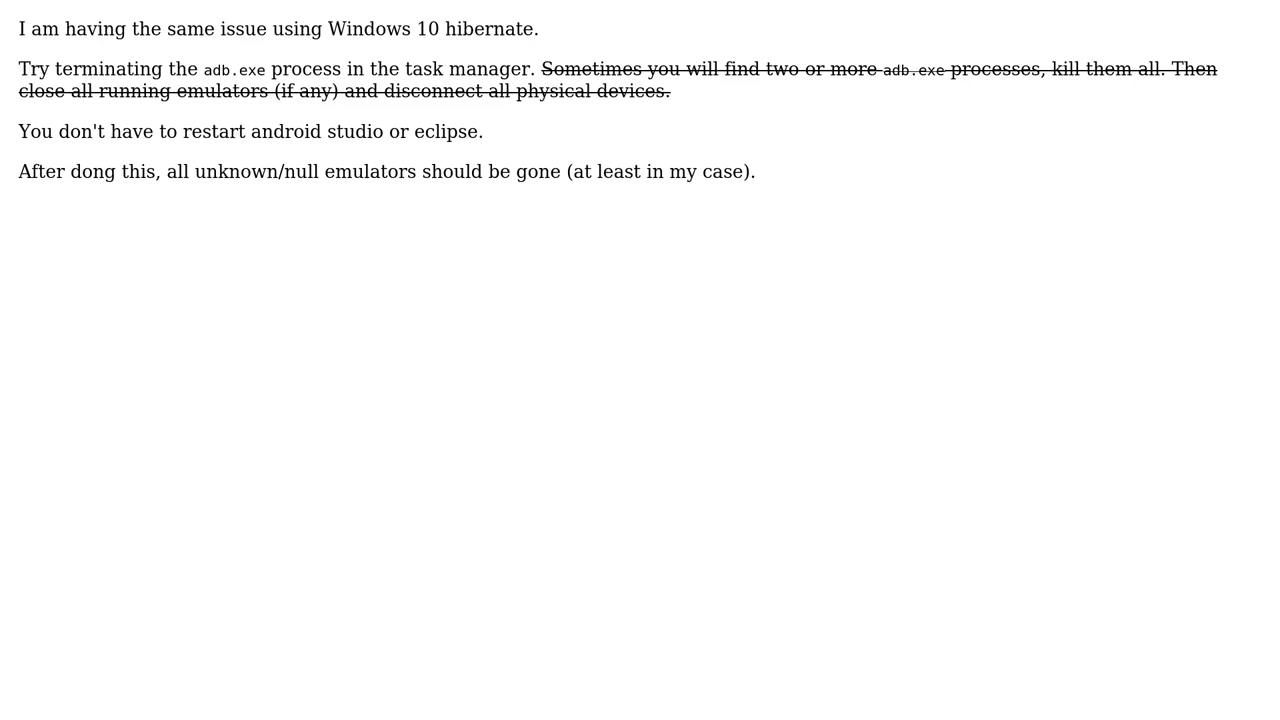 I am having the same issue using Windows 10 hibernate.
Try terminating the adb.exe process in the task manager. Sometimes you will find two or more adb.exe processes, kill them all. Then
close all running emulators (if any) and disconnect all physical devices.
You don't have to restart android studio or eclipse.
After dong this, all unknown/null emulators should be gone (at least in my case).